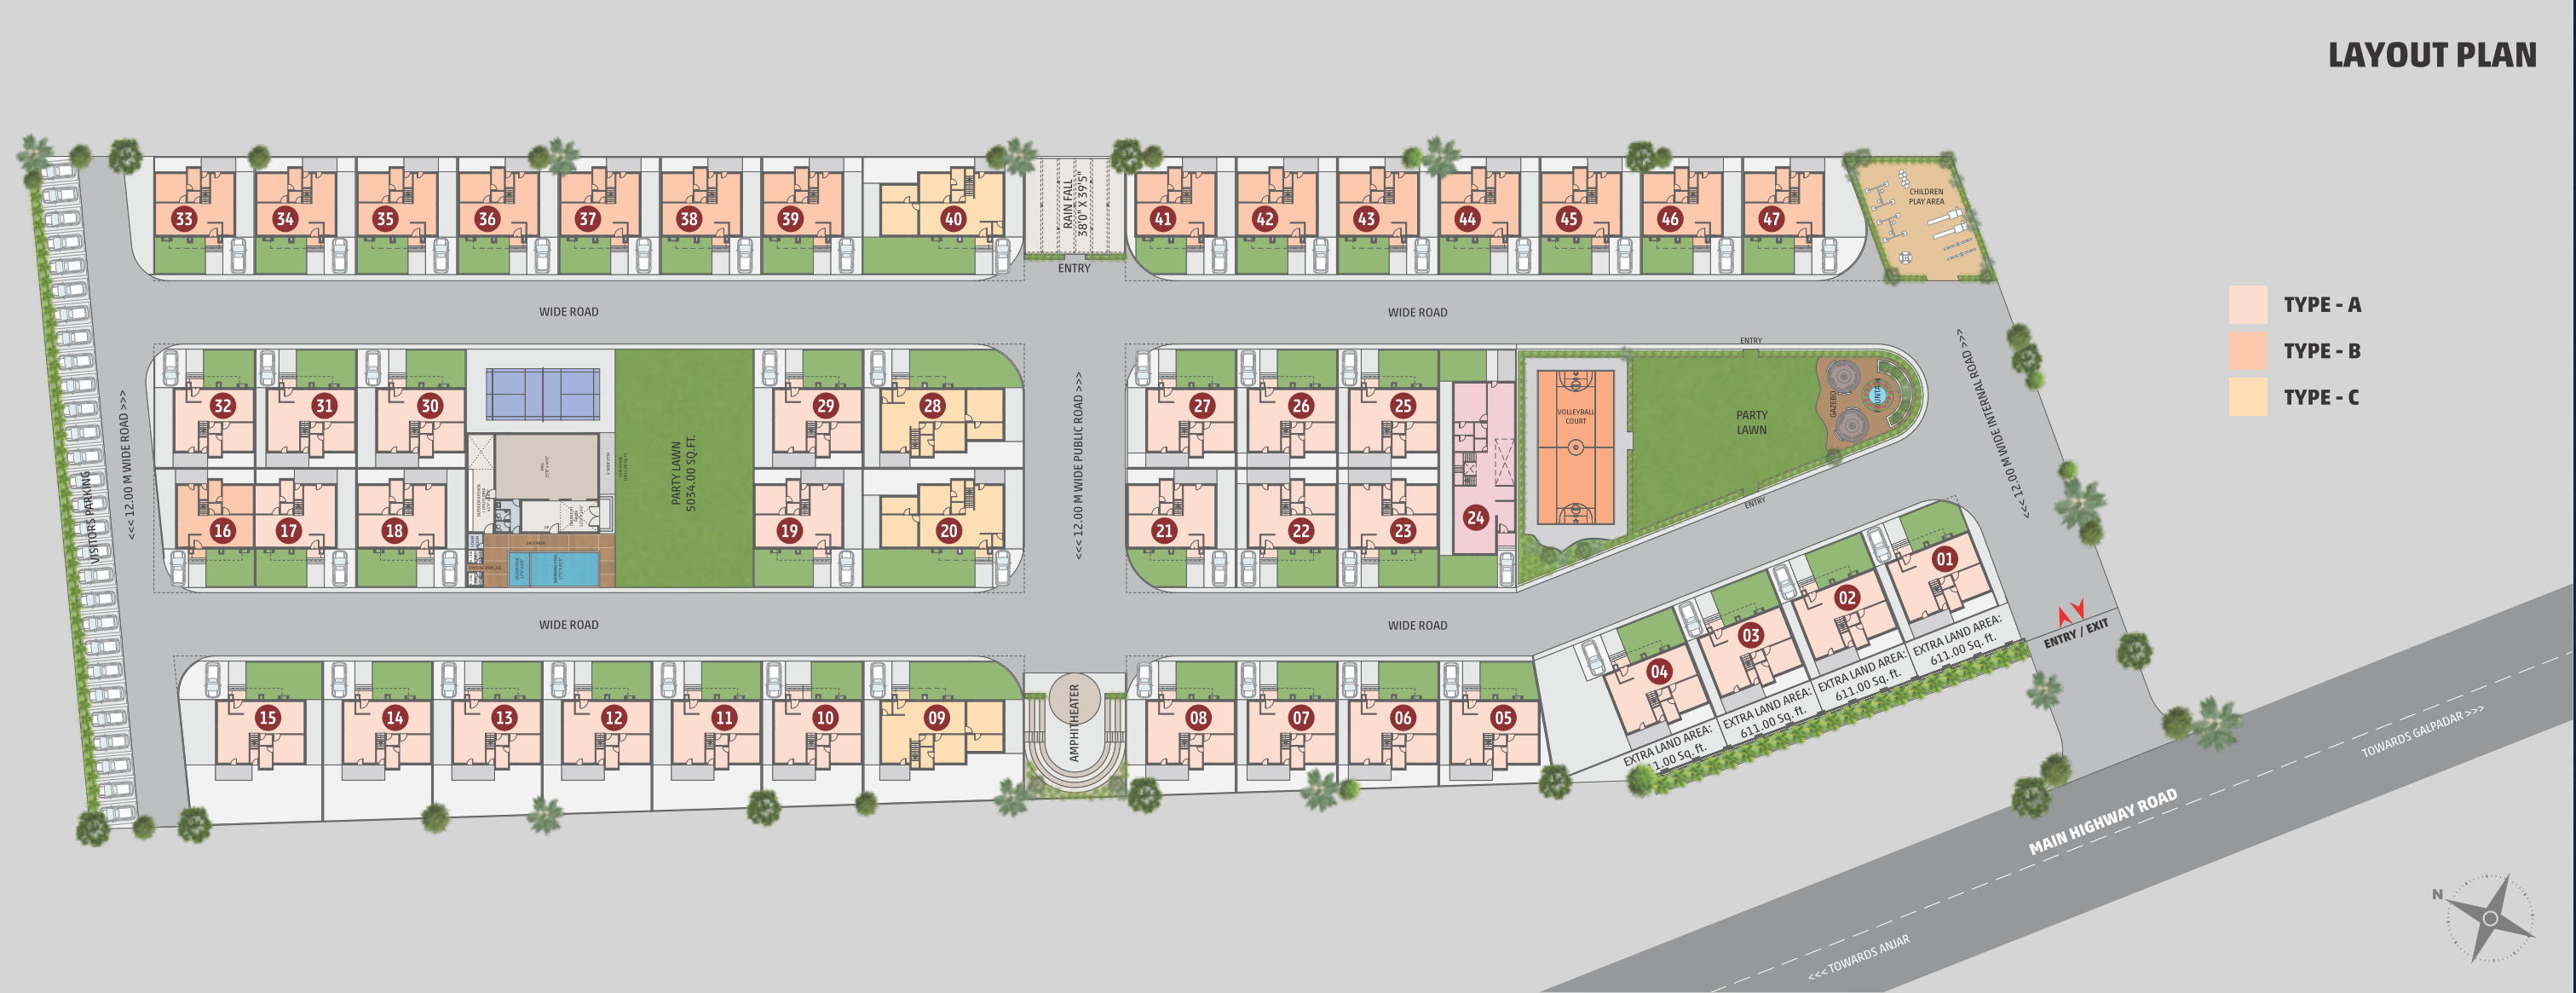 LAYOUT PLAN
33
34
35
36
37
38
39
40
RAIN FALL
38'0" X 39'5"
ENTRY
41
42
43
44
45
46
47
CHILDREN
PLAY AREA
TYPE - A
TYPE - B
TYPE - C
WIDE ROAD
WIDE ROAD
<<< 12.00 M WIDE ROAD >>>
VISITORS PARKING
32
31
30
29
28
PARTY LAWN
5034.00 SQ.FT.
16
17
18
19
20
<<< 12.00 M WIDE PUBLIC ROAD >>>
27
26
25
24
21
22
23
VOLLEYBALL
COURT
ENTRY
PARTY
LAWN
GAZEBO
FOUNTAIN
ENTRY
<<< 12.00 M WIDE INTERNAL ROAD >>>
WIDE ROAD
WIDE ROAD
15
14
13
12
11
10
09
AMPHITHEATER
08
07
06
05
04
03
02
01
EXTRA LAND AREA:
EXTRA LAND AREA:
611.00 Sq. ft.
EXTRA LAND AREA:
611.00 Sq. ft.
EXTRA LAND AREA:
611.00 Sq. ft.
ENTRY / EXIT
MAIN HIGHWAY ROAD
TOWARDS GALPADAR >>>
<<< TOWARDS ANJAR
N